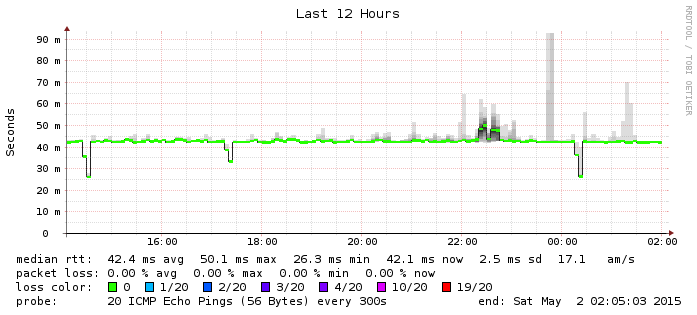 Last 12 Hours
RRDTOOL / TOBI OETIKER
Seconds
90 m
80 m
70 m
60 m
50 m
40 m
30 m
20 m
10 m
0
16:00 18:00 20:00 22:00 00:00 02:00
median rtt: 42.4 ms avg 50.1 ms max 26.3 ms min 42.1 ms now 2.5 ms sd 17.1 am/s
packet loss: 0.00 % avg 0.00 % max 0.00 % min 0.00 % now
loss color: 0 1/20 2/20 3/20 4/20 10/20 19/20
probe: 20 ICMP Echo Pings (56 Bytes) every 300s end: Sat May 2 02:05:03 2015